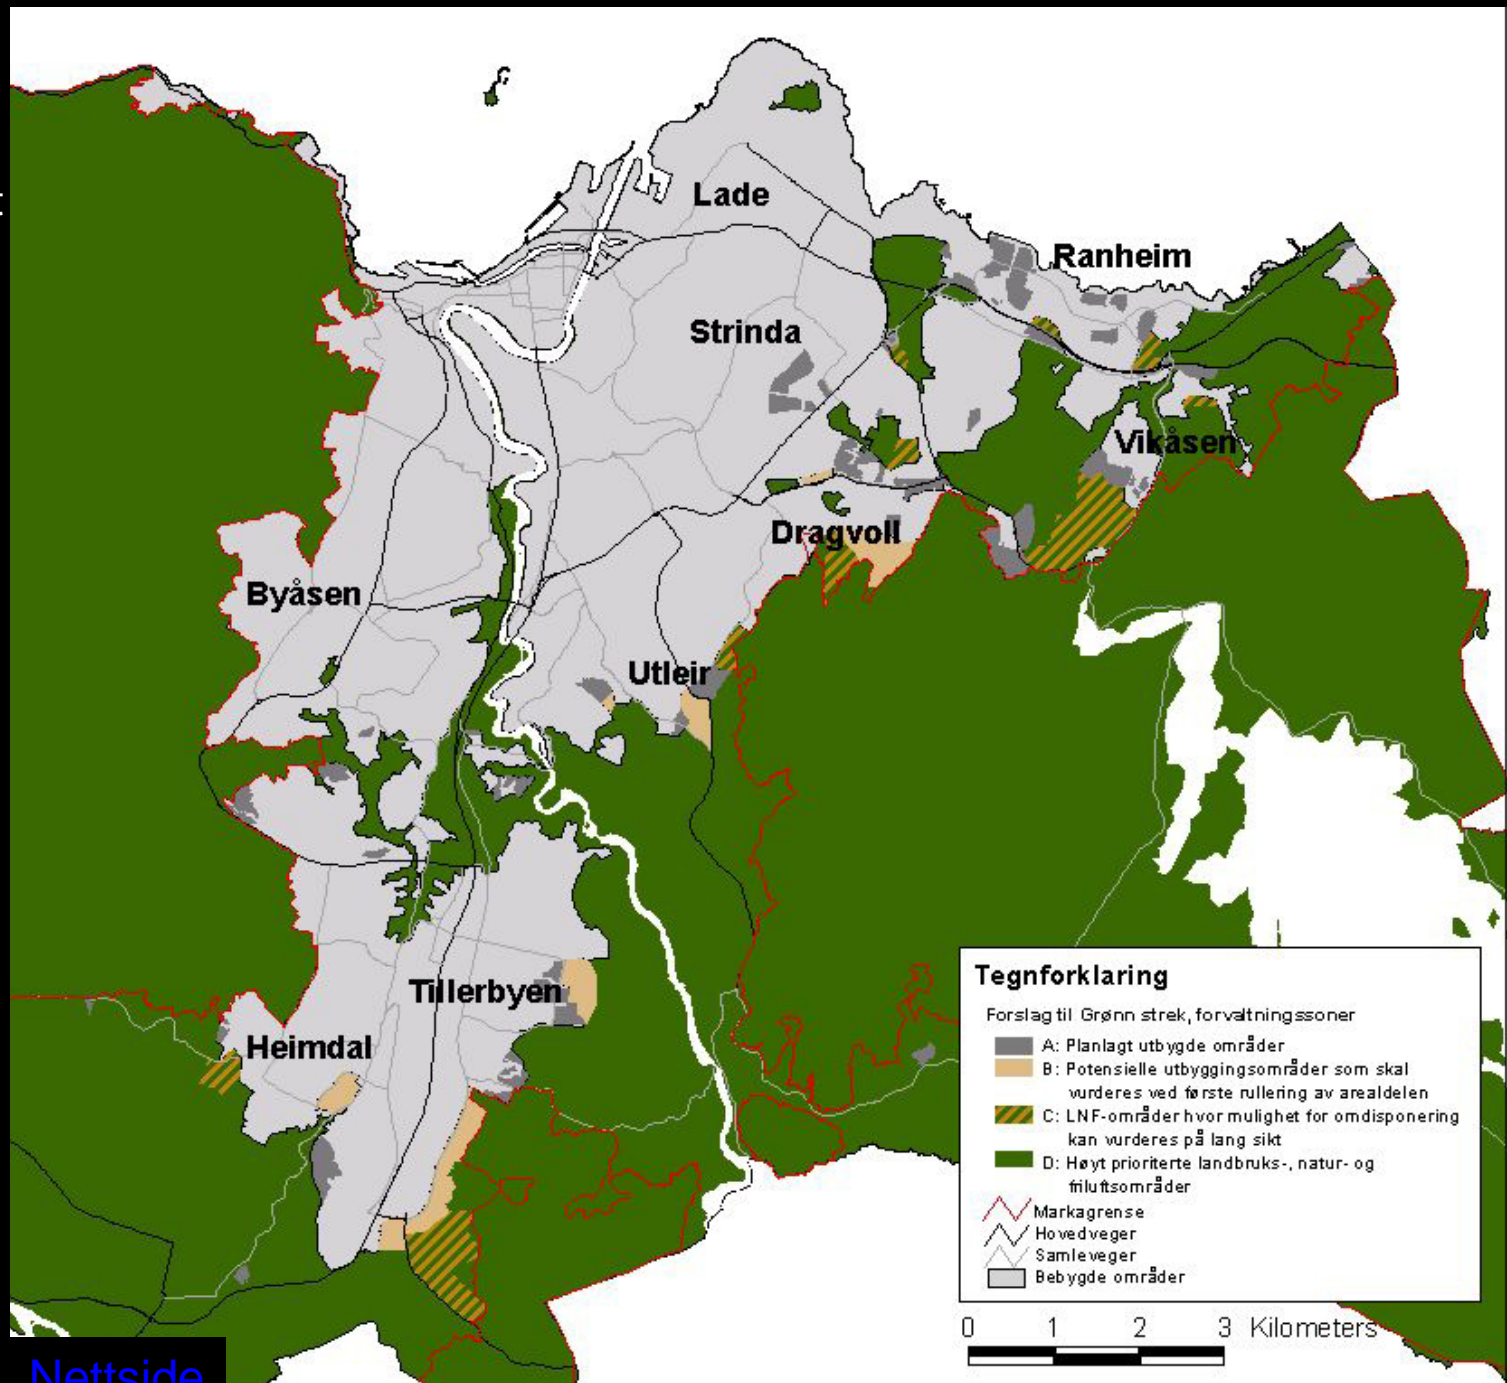 Lade
Ranheim
Strinda
Vikåsen
Dragvoll
Byåsen
Utleir
Tillerbyen
Heimdal
Tegnforklaring
Forslag til Grønn strek, forvaltningssoner
A: Planlagt utbygde områder
B: Potensielle utbyggingsområder som skal
vurderes ved første rullering av arealdelen
C: LNF-områder hvor mulighet for omdisponering
kan vurderes på lang sikt
D: Høyt prioriterte landbruks-, natur- og
friluftsområder
Markagrense
Hovedveger
Samleveger
Bebygde områder
0 1 2 3 Kilometers
Nettside